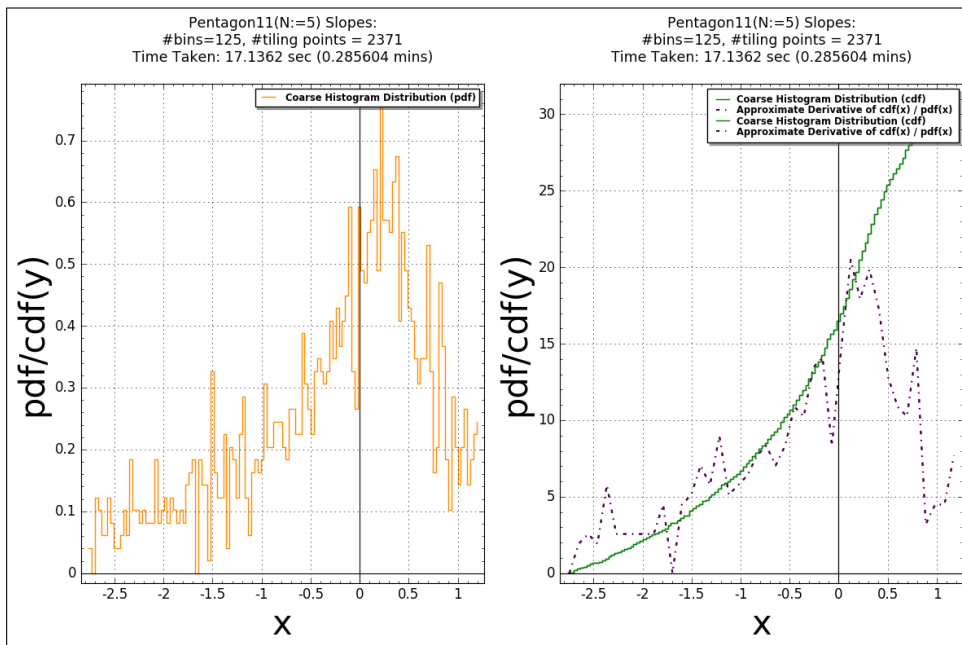 Pentagon11(N:=5) Slopes:
#bins=125, #tiling points = 2371
Time Taken: 17.1362 sec (0.285604 mins)
Coarse Histogram Distribution (pdf)
0.7
0.6
0.5
0.4
0.3
0.2
0.1
0
pdf/cdf(y)
-2.5
-2
-1.5
-1
-0.5
0
0.5
1
x
Pentagon11(N:=5) Slopes:
#bins=125, #tiling points = 2371
Time Taken: 17.1362 sec (0.285604 mins)
Coarse Histogram Distribution (cdf)
Approximate Derivative of cdf(x) / pdf(x)
Coarse Histogram Distribution (cdf)
Approximate Derivative of cdf(x) / pdf(x)
30
25
20
15
10
5
0
pdf/cdf(y)
-2.5
-2
-1.5
-1
-0.5
0
0.5
1
x